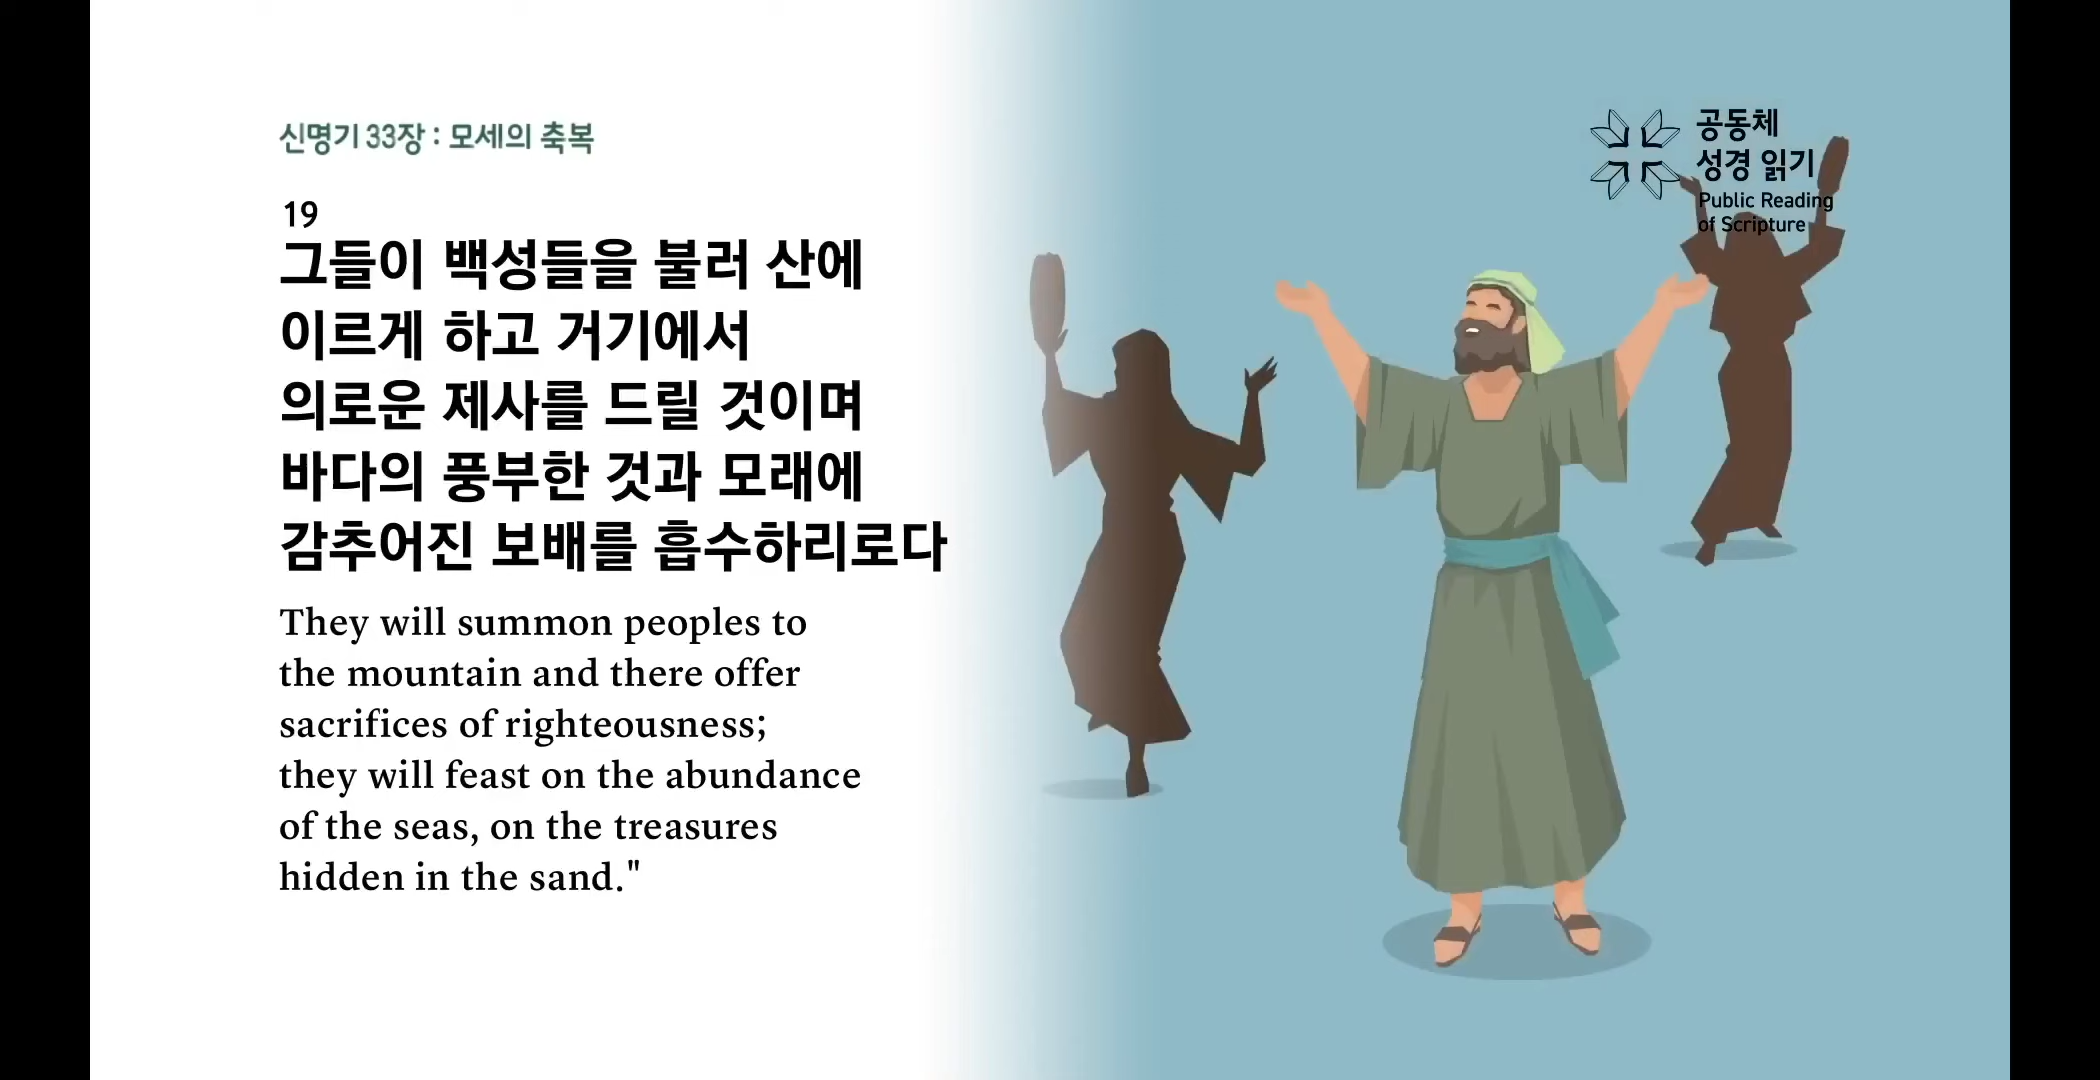 신명기 33장 : 모세의 축복
19
그들이 백성들을 불러 산에
이르게 하고 거기에서
의로운 제사를 드릴 것이며
바다의 풍부한 것과 모래에
감추어진 보배를 흡수하리로다
They will summon peoples to
the mountain and there offer
sacrifices of righteousness;
they will feast on the abundance
of the seas, on the treasures
hidden in the sand."
공동체
성경 읽기
Public Reading
of Scripture